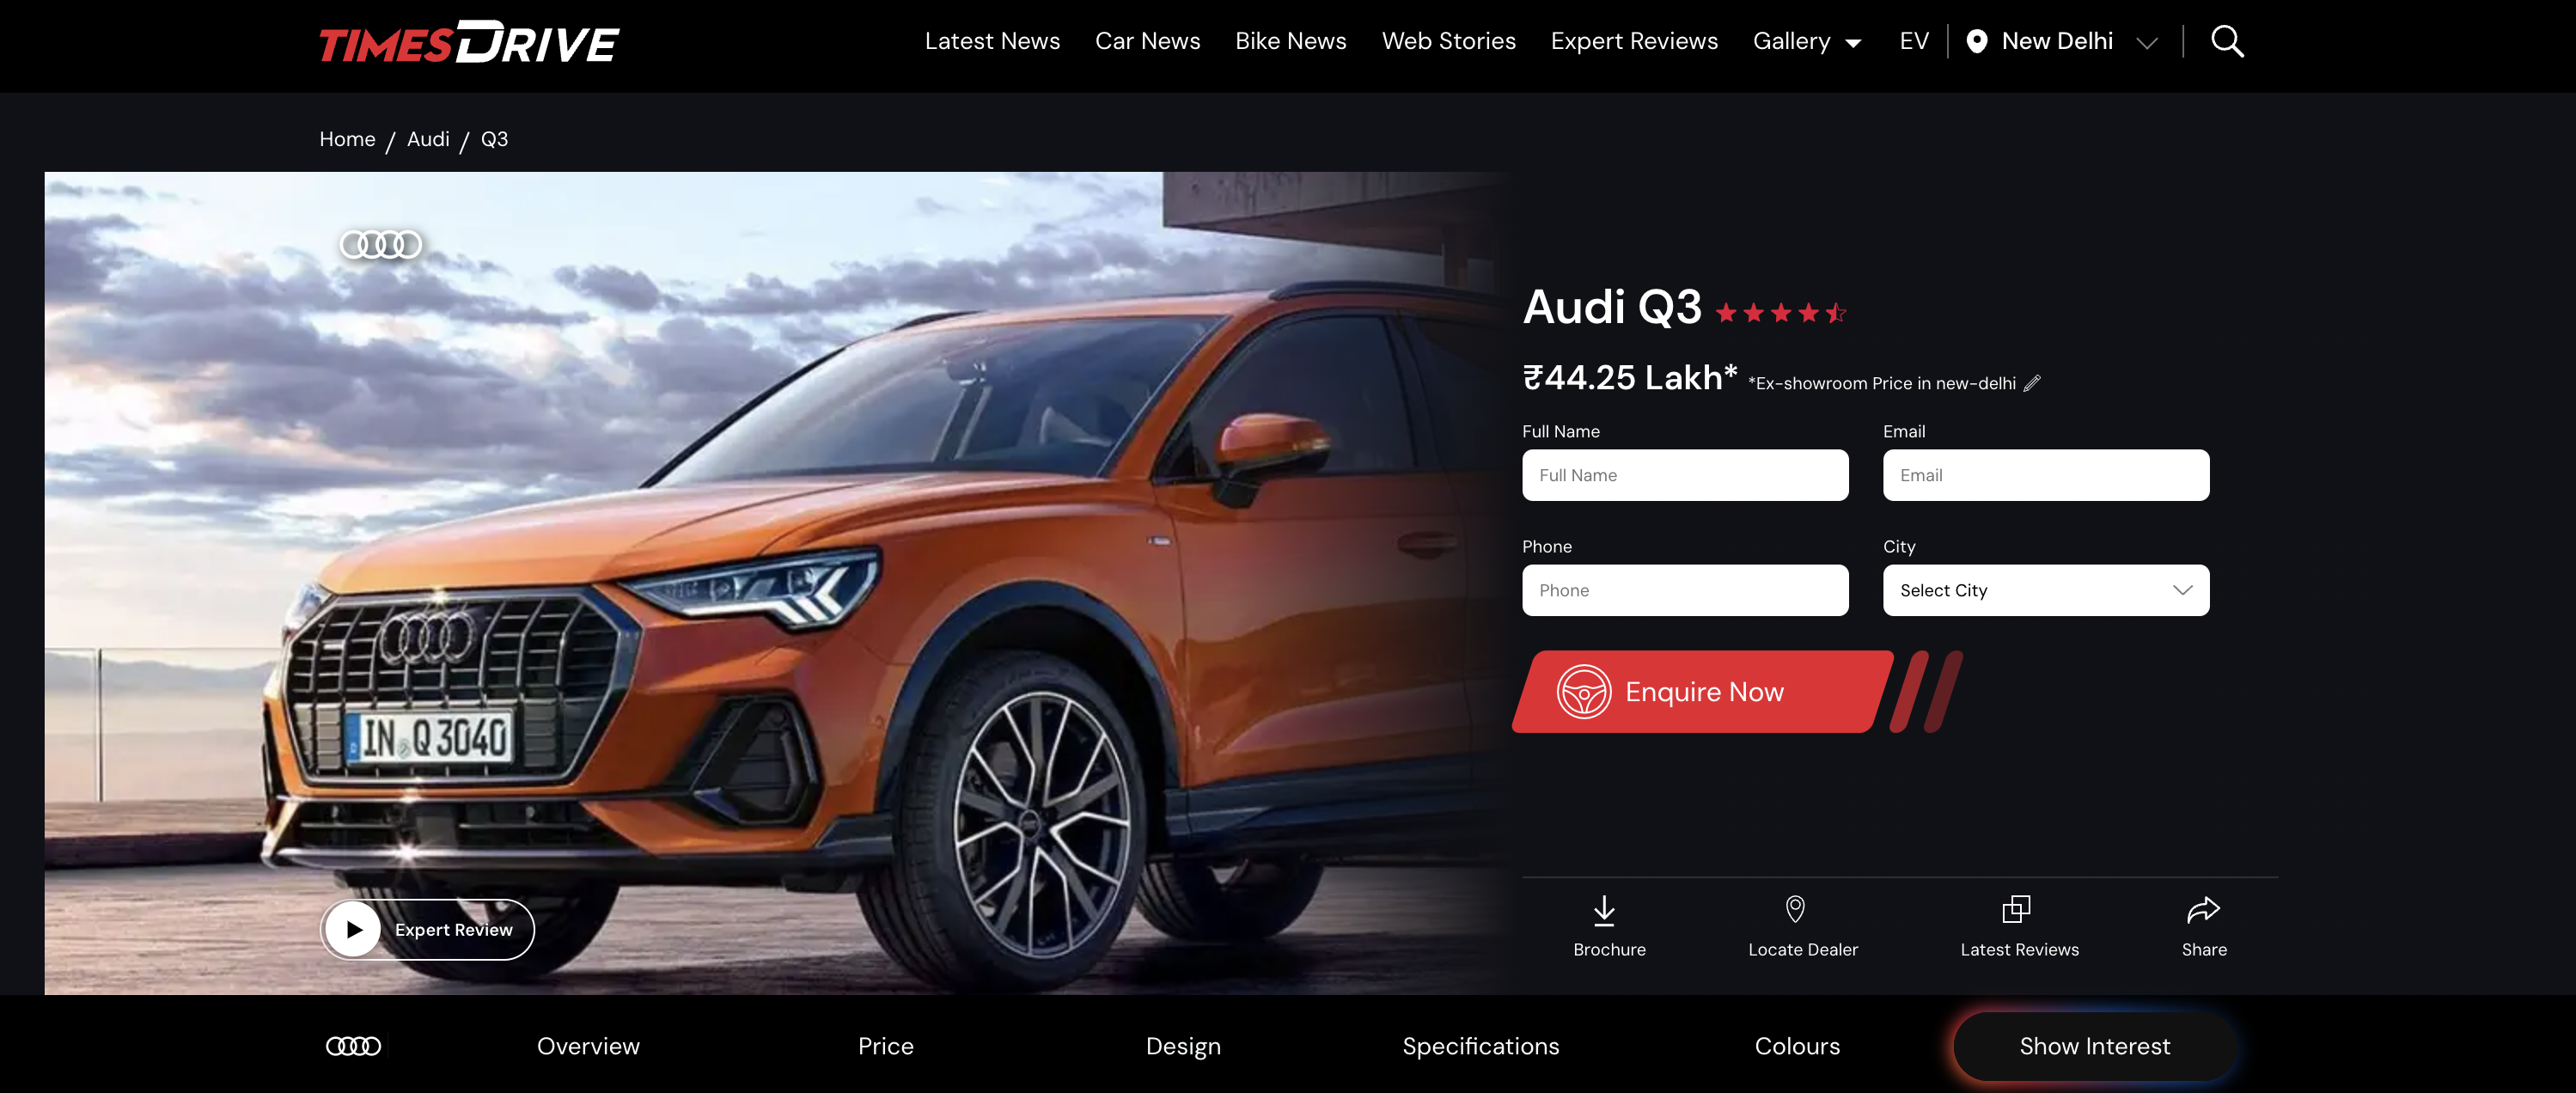 TIMESDRIVE
Latest News Car News Bike News Web Stories Expert Reviews Gallery EV New Delhi
Home / Audi / Q3
Audi Q3
₹44.25 Lakh* *Ex-showroom Price in new-delhi
Full Name Email
Full Name Email
Phone City
Phone Select City
IN Q 3040
Enquire Now
Expert Review
Brochure Locate Dealer Latest Reviews Share
Overview Price Design Specifications Colours Show Interest